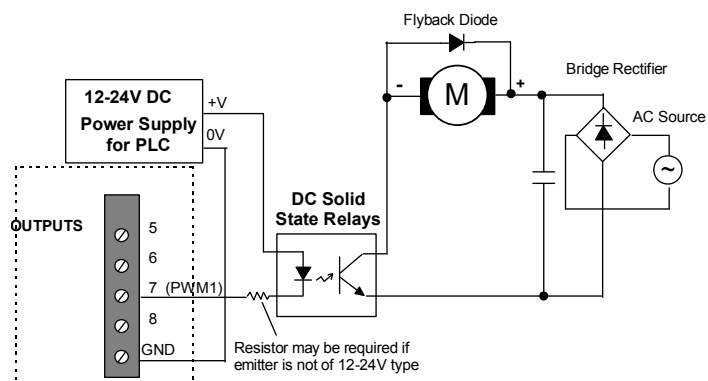 Flyback Diode
-
M
+
Bridge Rectifier
AC Source
~
12-24V DC
Power Supply
for PLC
+V
0V
DC Solid
State Relays
OUTPUTS
5
6
7 (PWM1)
8
GND
Resistor may be required if
emitter is not of 12-24V type